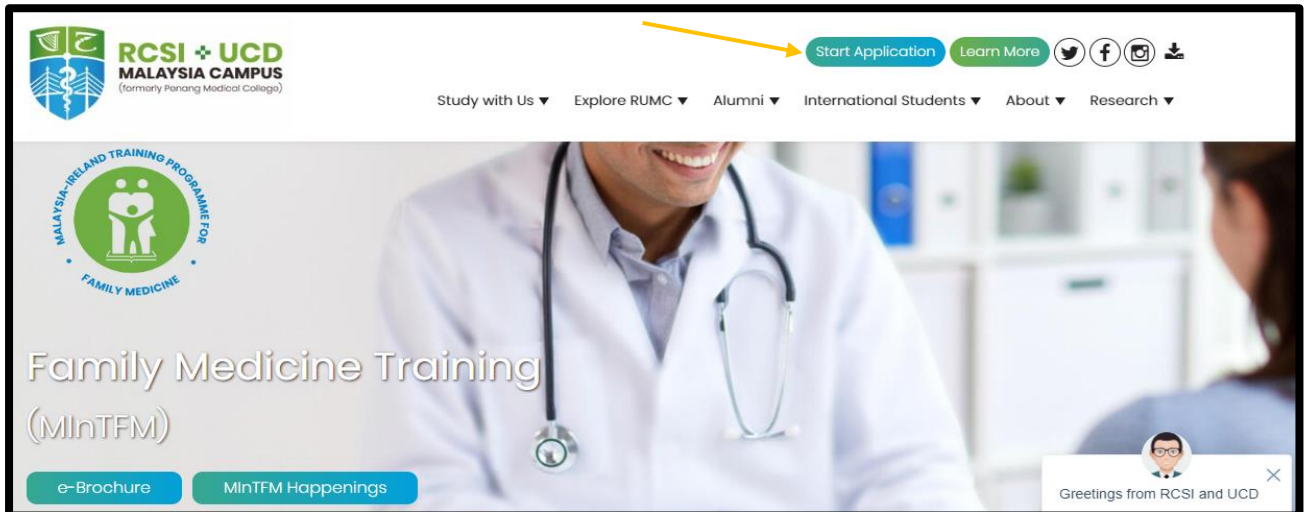 RCSI + UCD
MALAYSIA CAMPUS
(formerly Penang Medical College)
Start Application
Learn More
Study with Us ▼
Explore RUMC ▼
Alumni ▼
International Students ▼
About ▼
Research ▼
MALAYSIA-IRELAND TRAINING PROGRAMME FOR
FAMILY MEDICINE
Family Medicine Training
(MInTFM)
e-Brochure
MInTFM Happenings
Greetings from RCSI and UCD